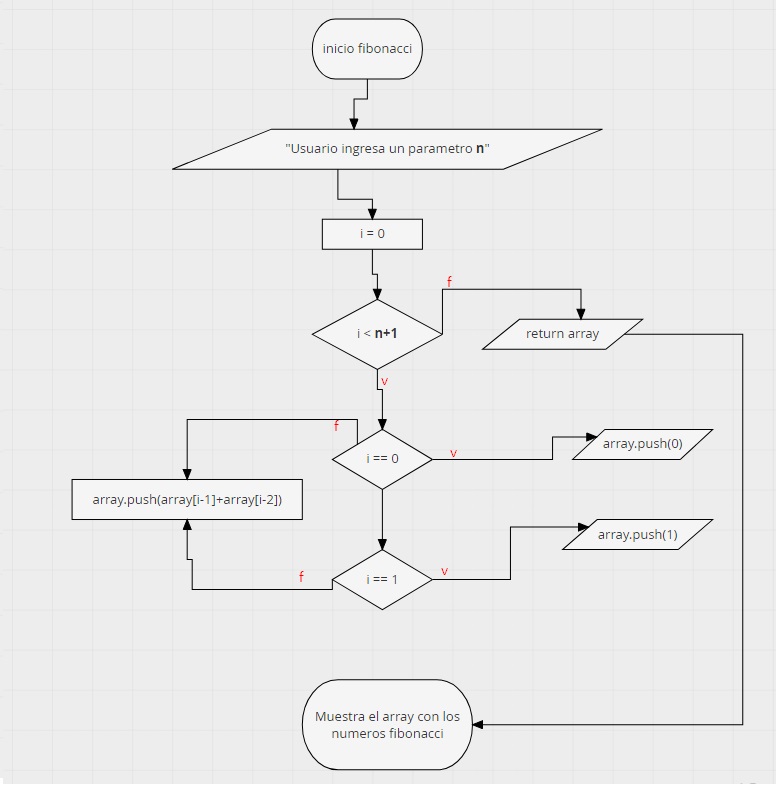 inicio fibonacci
"Usuario ingresa un parametro n"
i = 0
f
i < n+1
return array
v
f
i == 0
v
array.push(0)
array.push(array[i-1]+array[i-2])
f
i == 1
v
array.push(1)
Muestra el array con los
numeros fibonacci